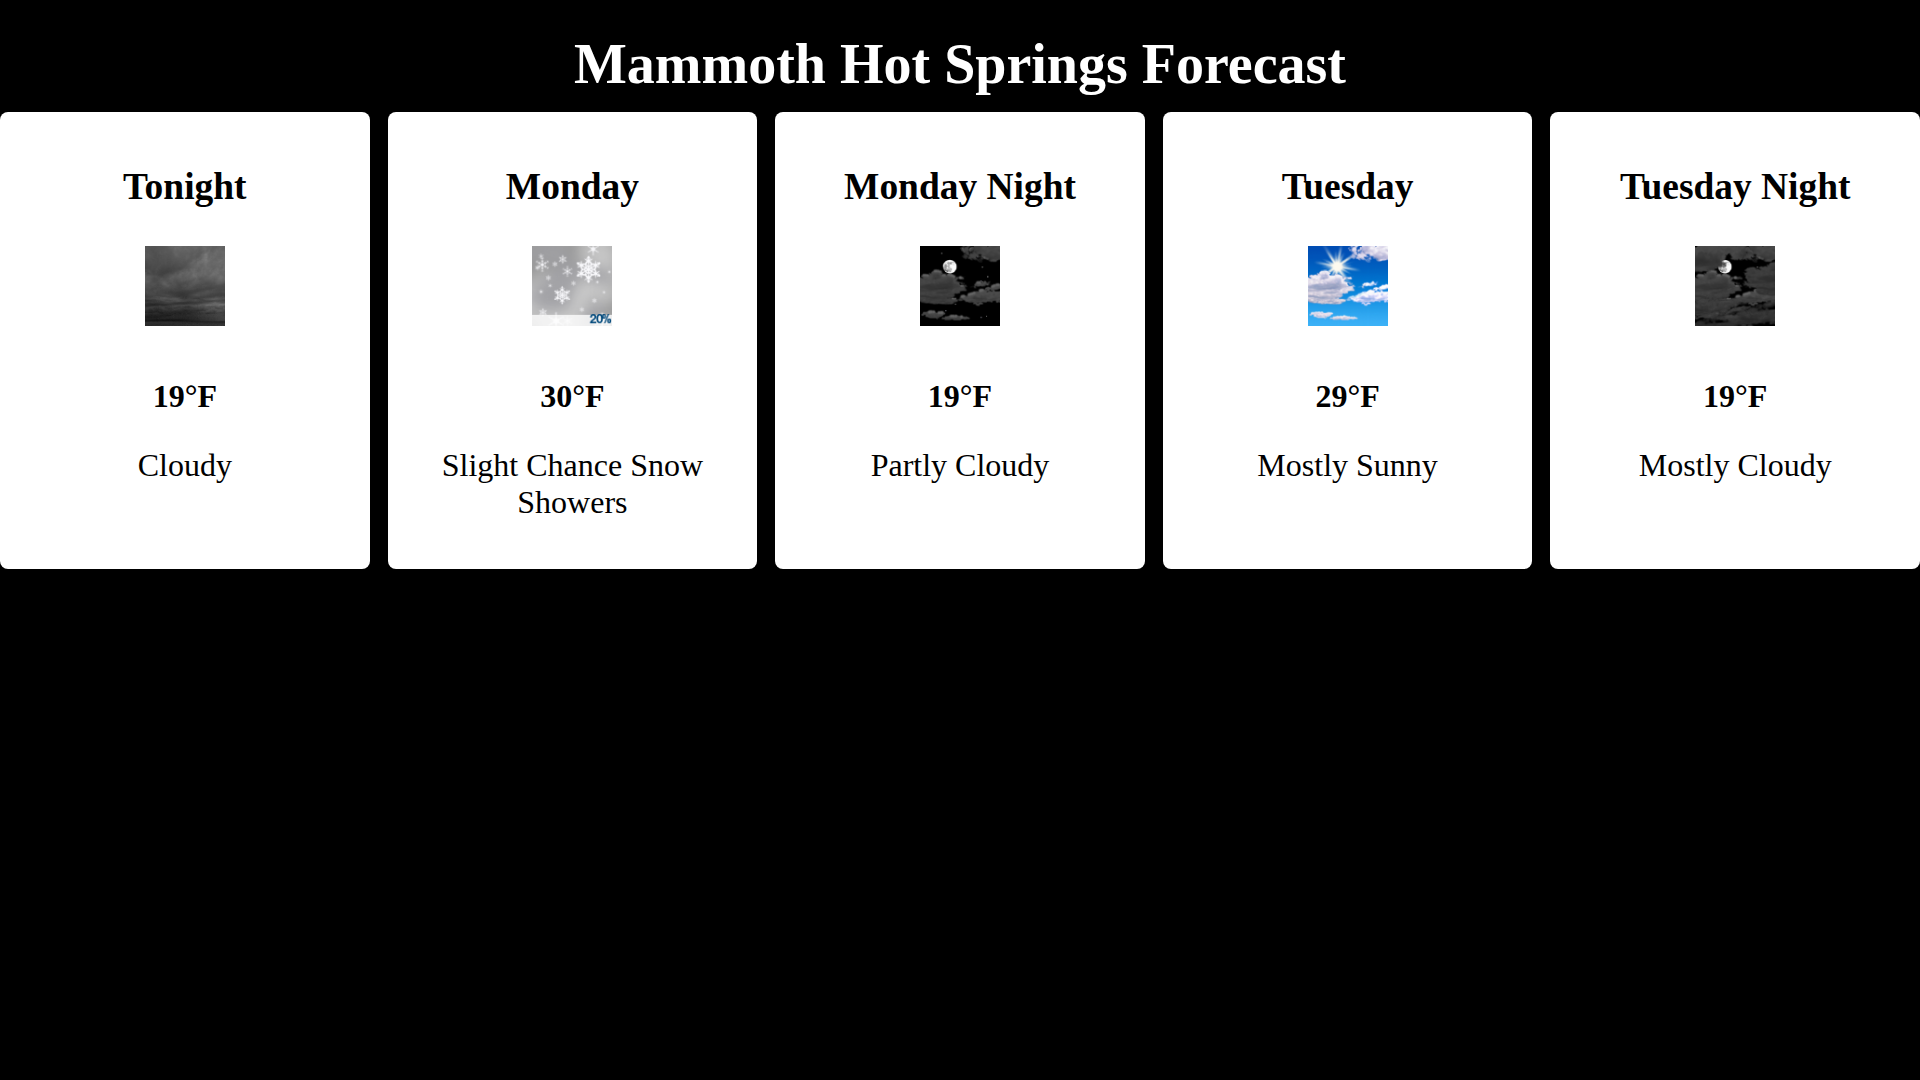 Mammoth Hot Springs Forecast
Tonight
19°F
Cloudy
Monday
20%
30°F
Slight Chance Snow
Showers
Monday Night
19°F
Partly Cloudy
Tuesday
29°F
Mostly Sunny
Tuesday Night
19°F
Mostly Cloudy